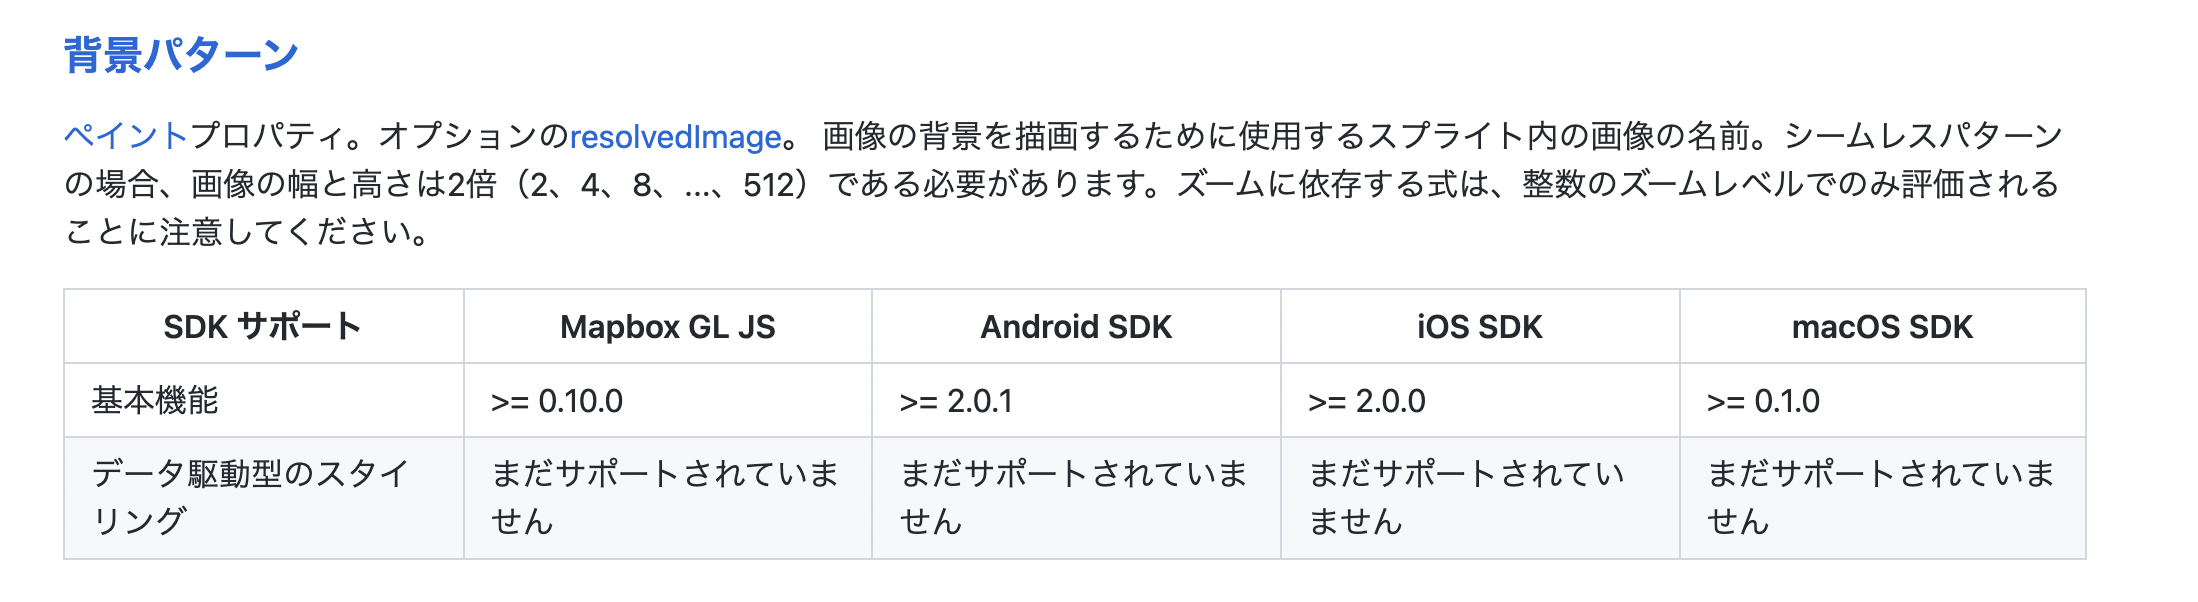 背景パターン
ペイントプロパティ。オプションのresolvedImage。 画像の背景を描画するために使用するスプライト内の画像の名前。シームレスパターン
の場合、画像の幅と高さは2倍（2、4、8、...、512）である必要があります。ズームに依存する式は、整数のズームレベルでのみ評価される
ことに注意してください。
SDK サポート Mapbox GL JS Android SDK iOS SDK macOS SDK
基本機能 >= 0.10.0 >= 2.0.1 >= 2.0.0 >= 0.1.0
データ駆動型のスタイ まだサポートされていま まだサポートされていま まだサポートされてい まだサポートされていま
リング せん せん ません せん